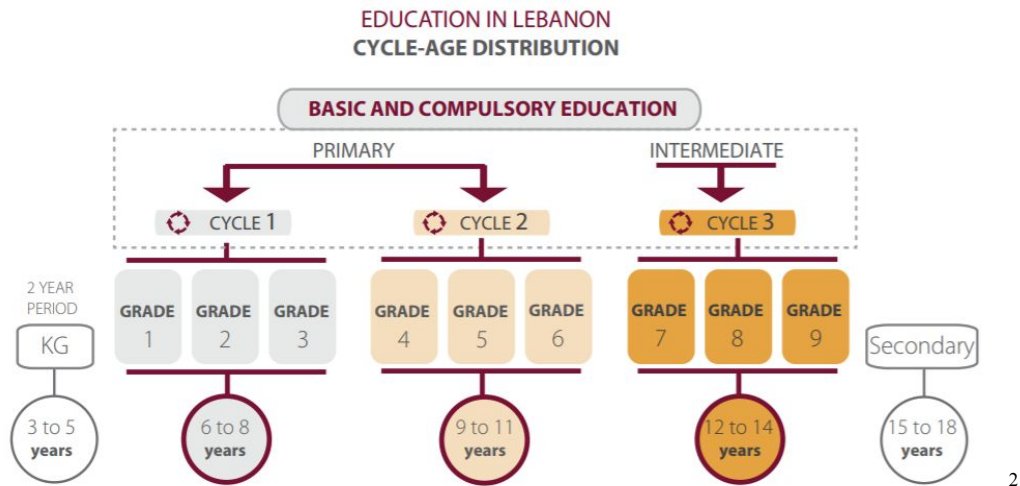 EDUCATION IN LEBANON
CYCLE-AGE DISTRIBUTION
BASIC AND COMPULSORY EDUCATION
PRIMARY
INTERMEDIATE
CYCLE 1
CYCLE 2
CYCLE 3
2 YEAR
PERIOD
KG
GRADE
1
GRADE
2
GRADE
3
GRADE
4
GRADE
5
GRADE
6
GRADE
7
GRADE
8
GRADE
9
Secondary
3 to 5
years
6 to 8
years
9 to 11
years
12 to 14
years
15 to 18
years
2